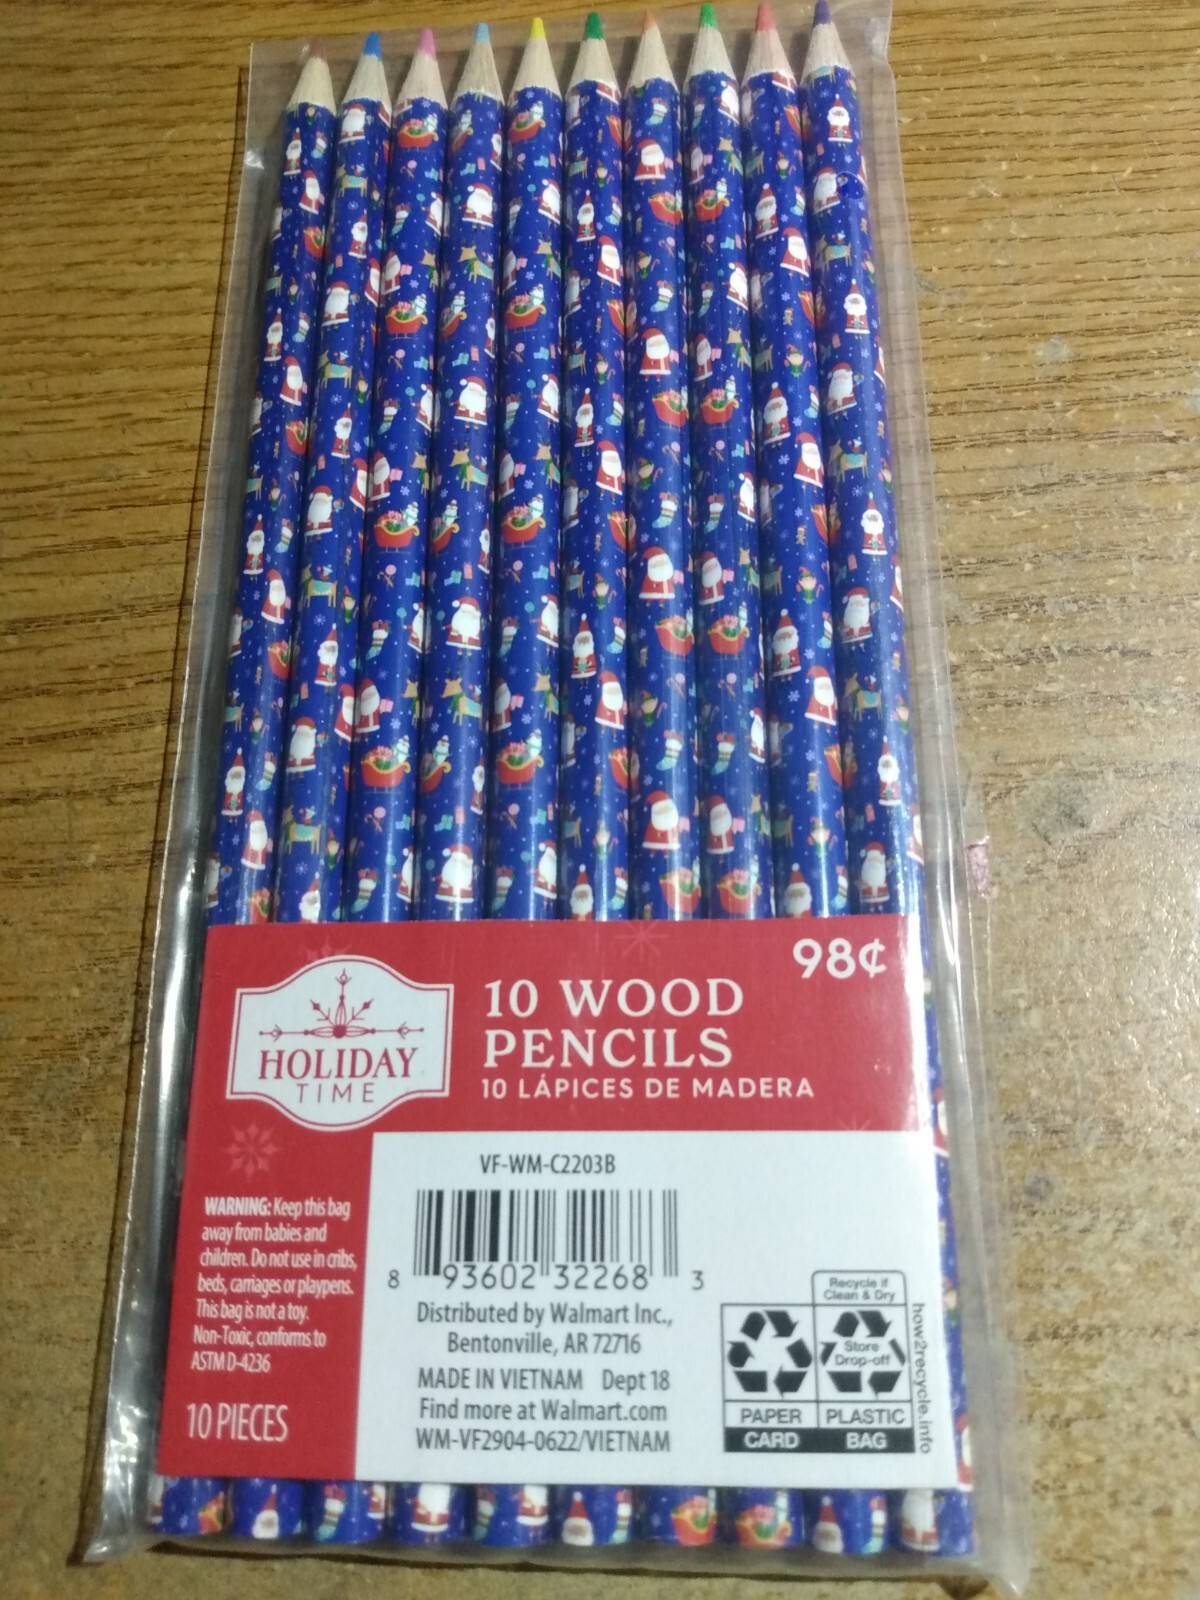 98¢
10 WOOD
PENCILS
10 LÁPICES DE MADERA
HOLIDAY
TIME
VF-WM-C2203B
8 93602 32268 3
WARNING: Keep this bag
away from babies and
children. Do not use in cribs,
beds, carriages or playpens.
This bag is not a toy.
Non-Toxic, conforms to
ASTM D-4236
10 PIECES
Distributed by Walmart Inc.,
Bentonville, AR 72716
MADE IN VIETNAM Dept 18
Find more at Walmart.com
WM-VF2904-0622/VIETNAM
Recycle if
Clean & Dry
Store
Drop-off
PAPER
CARD
PLASTIC
BAG
how2recycle.info